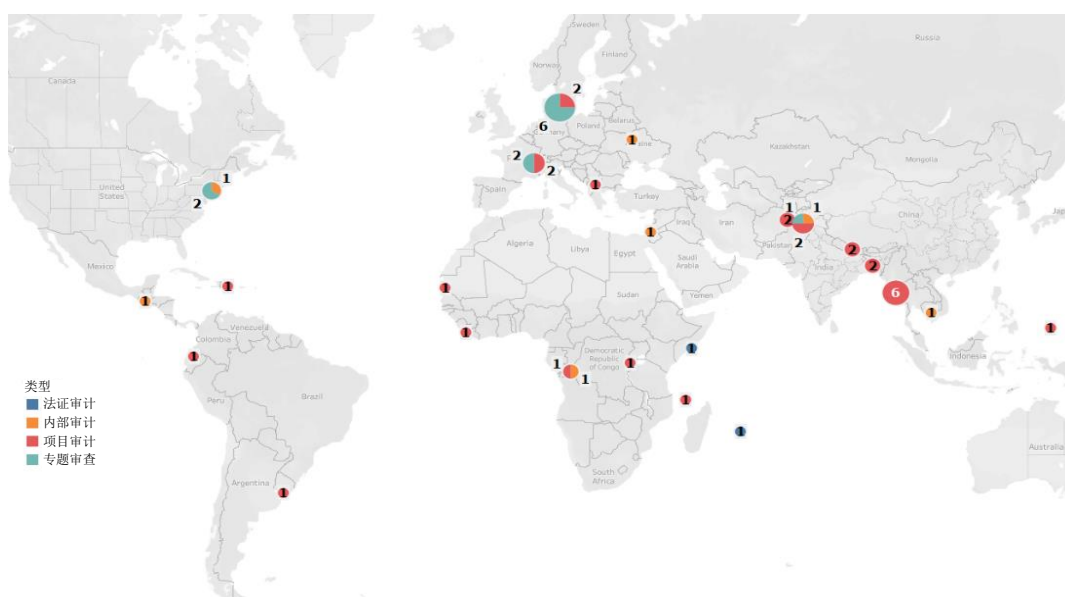 Sweden
Russia
Finland
Norway
Canada
2
Belarus
Poland
6
1
Kazakhstan
Mongolia
2
2
1
United States
2
Spain
1
Turkey
1
1
2
China
Iraq
Iran
1
2
Pakistan
Algeria
Libya
Egypt
Saudi Arabia
2
India
2
Mexico
1
1
1
Sudan
Yemen
6
1
Venezuela
Colombia
1
1
1
Democratic Republic of Congo
1
1
1
1
Indonesia
Peru
Brazil
1
1
类型
法证审计
内部审计
项目审计
专题审查
Australia
South Africa
Argentina
1